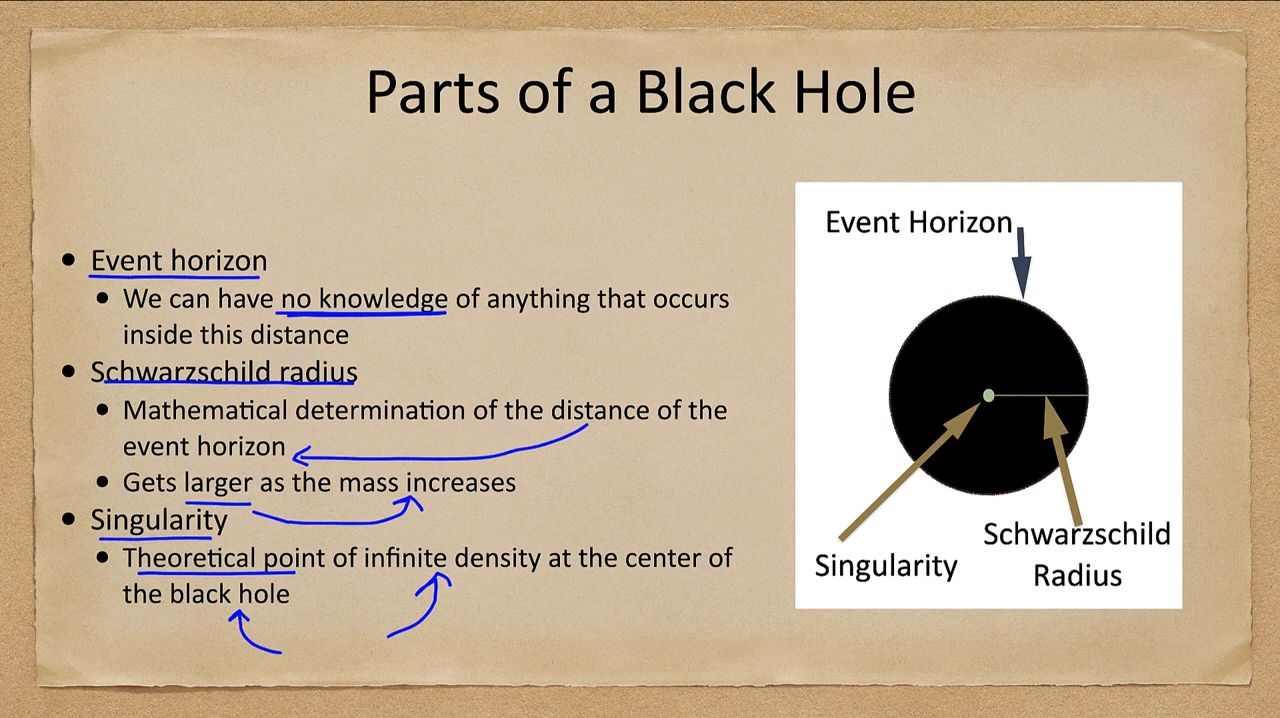 Parts of a Black Hole
• Event horizon
• We can have no knowledge of anything that occurs
inside this distance
• Schwarzschild radius
• Mathematical determination of the distance of the
event horizon
• Gets larger as the mass increases
• Singularity
• Theoretical point of infinite density at the center of
the black hole
Event Horizon
Singularity
Schwarzschild
Radius